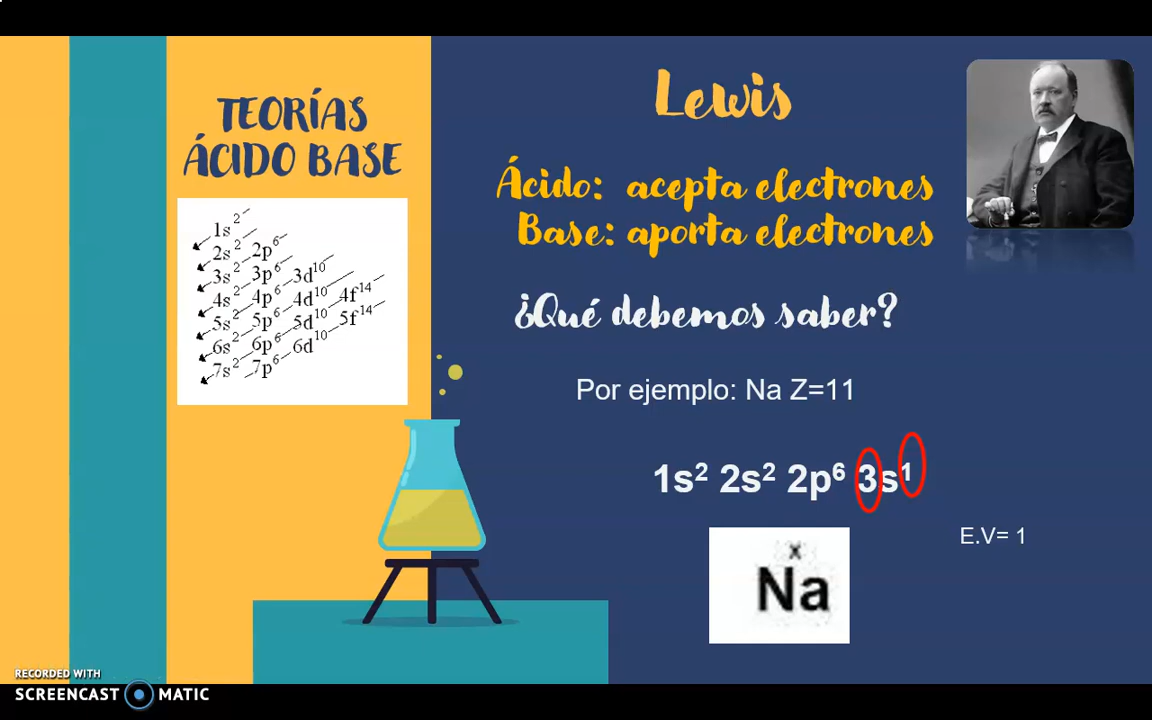 TEORÍAS
ÁCIDO BASE
1s²
2s² 2p⁶
3s² 3p⁶ 3d¹⁰
4s² 4p⁶ 4d¹⁰ 4f¹⁴
5s² 5p⁶ 5d¹⁰ 5f¹⁴
6s² 6p⁶ 6d¹⁰
7s² 7p⁶
Lewis
Ácido: acepta electrones
Base: aporta electrones
¿Qué debemos saber?
Por ejemplo: Na Z=11
1s² 2s² 2p⁶ 3s¹
E.V= 1
x
Na
RECORDED WITH
SCREENCAST MATIC